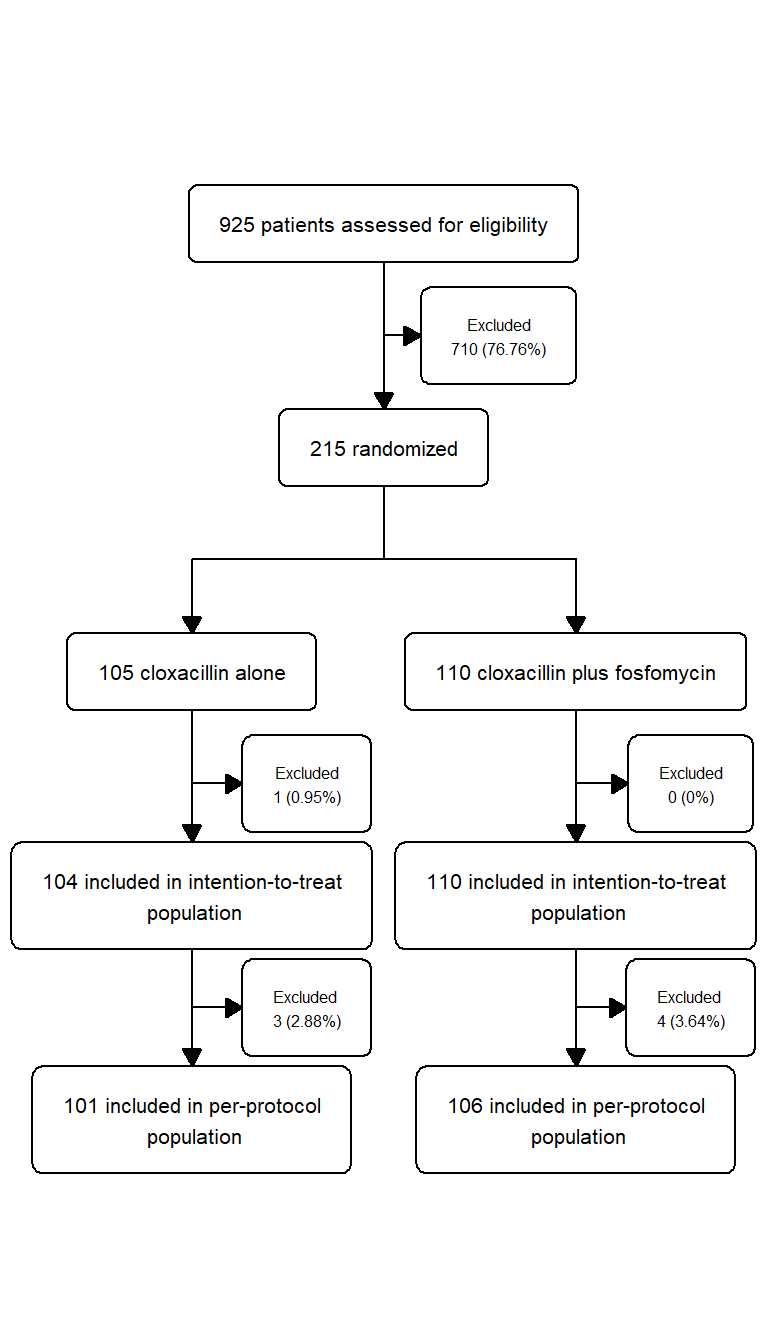 925 patients assessed for eligibility
Excluded
710 (76.76%)
215 randomized
105 cloxacillin alone
110 cloxacillin plus fosfomycin
Excluded
1 (0.95%)
Excluded
0 (0%)
104 included in intention-to-treat
population
110 included in intention-to-treat
population
Excluded
3 (2.88%)
Excluded
4 (3.64%)
101 included in per-protocol
population
106 included in per-protocol
population